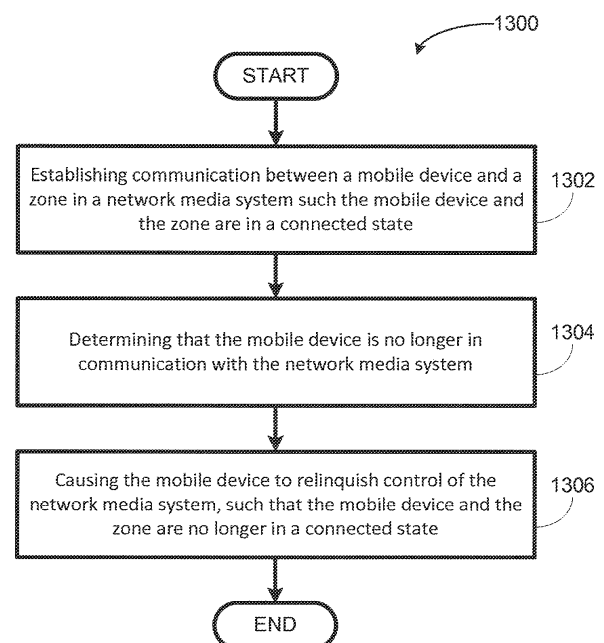 1300
START
Establishing communication between a mobile device and a
zone in a network media system such the mobile device and
the zone are in a connected state
1302
Determining that the mobile device is no longer in
communication with the network media system
1304
Causing the mobile device to relinquish control of the
network media system, such that the mobile device and the
zone are no longer in a connected state
1306
END